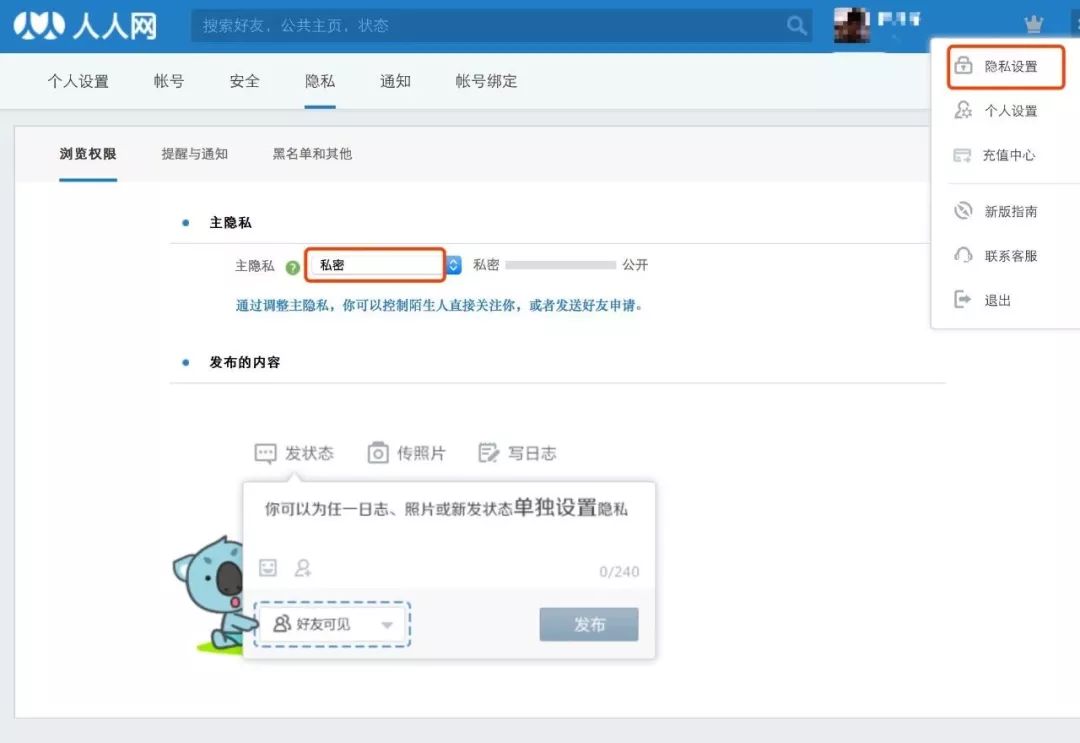 人人网
搜索好友，公共主页，状态
隐私设置
个人设置
充值中心
新版指南
联系客服
退出
个人设置 帐号 安全 隐私 通知 帐号绑定
浏览权限 提醒与通知 黑名单和其他
主隐私
主隐私 ? 私密 私密 公开
通过调整主隐私，你可以控制陌生人直接关注你，或者发送好友申请。
发布的内容
发状态 传照片 写日志
你可以为任一日志、照片或新发状态单独设置隐私
0/240
好友可见 发布